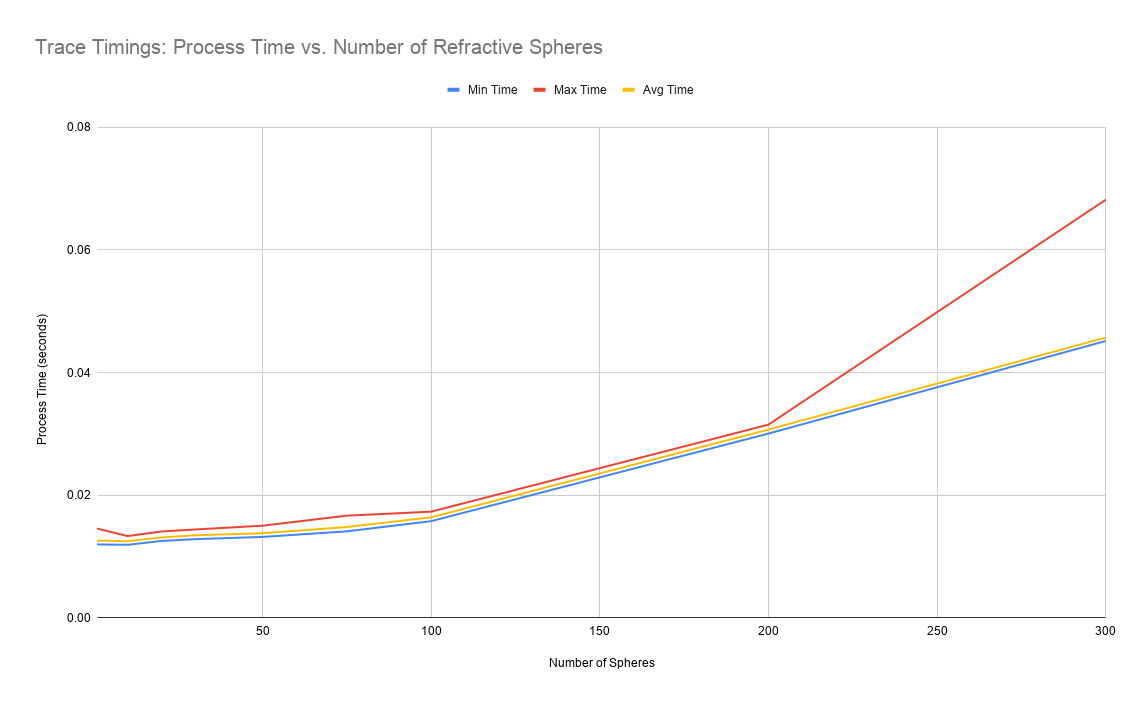 Trace Timings: Process Time vs. Number of Refractive Spheres
Min Time Max Time Avg Time
0.08
0.06
0.04
0.02
0.00
Process Time (seconds)
50 100 150 200 250 300
Number of Spheres